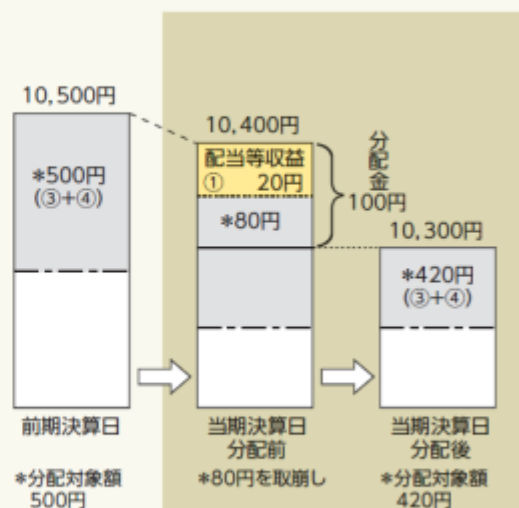 10,500円
*500円
(③+④)
前期決算日
*分配対象額
500円
10,400円
配当等収益
① 20円
*80円
分配金
100円
当期決算日
分配前
*80円を取崩し
10,300円
*420円
(③+④)
当期決算日
分配後
*分配対象額
420円